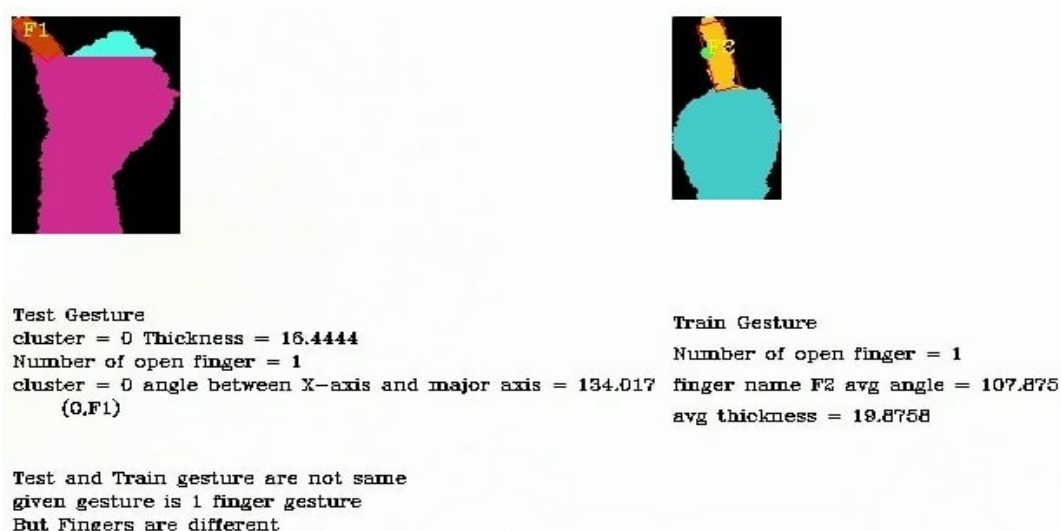 F1
F2
Test Gesture
cluster = 0 Thickness = 16.4444
Number of open finger = 1
cluster = 0 angle between X-axis and major axis = 134.017
(0,F1)
Test and Train gesture are not same
given gesture is 1 finger gesture
But Fingers are different
Train Gesture
Number of open finger = 1
finger name F2 avg angle = 107.875
avg thickness = 19.8758